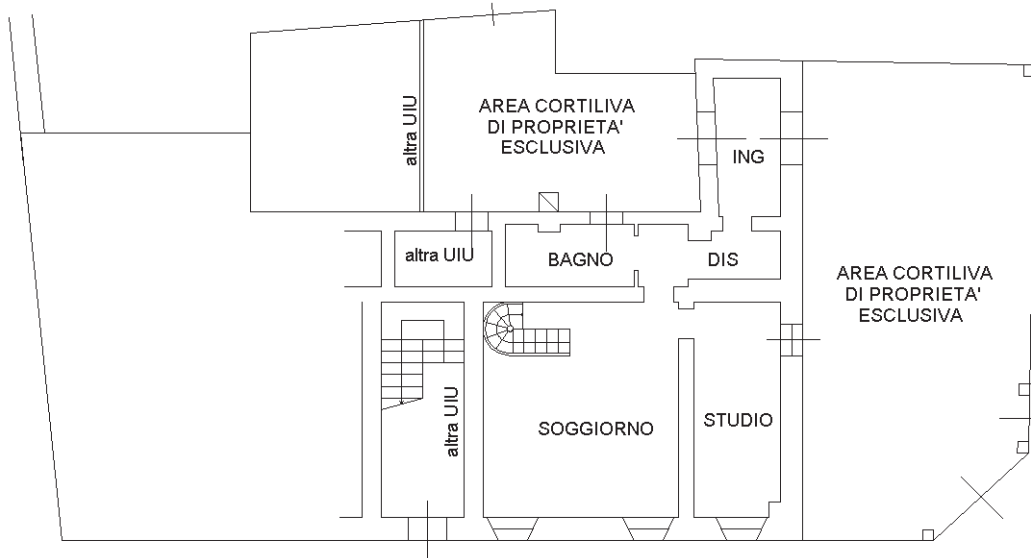 altra UIU
AREA CORTILIVA
DI PROPRIETA'
ESCLUSIVA
ING
altra UIU
BAGNO
DIS
AREA CORTILIVA
DI PROPRIETA'
ESCLUSIVA
altra UIU
SOGGIORNO
STUDIO